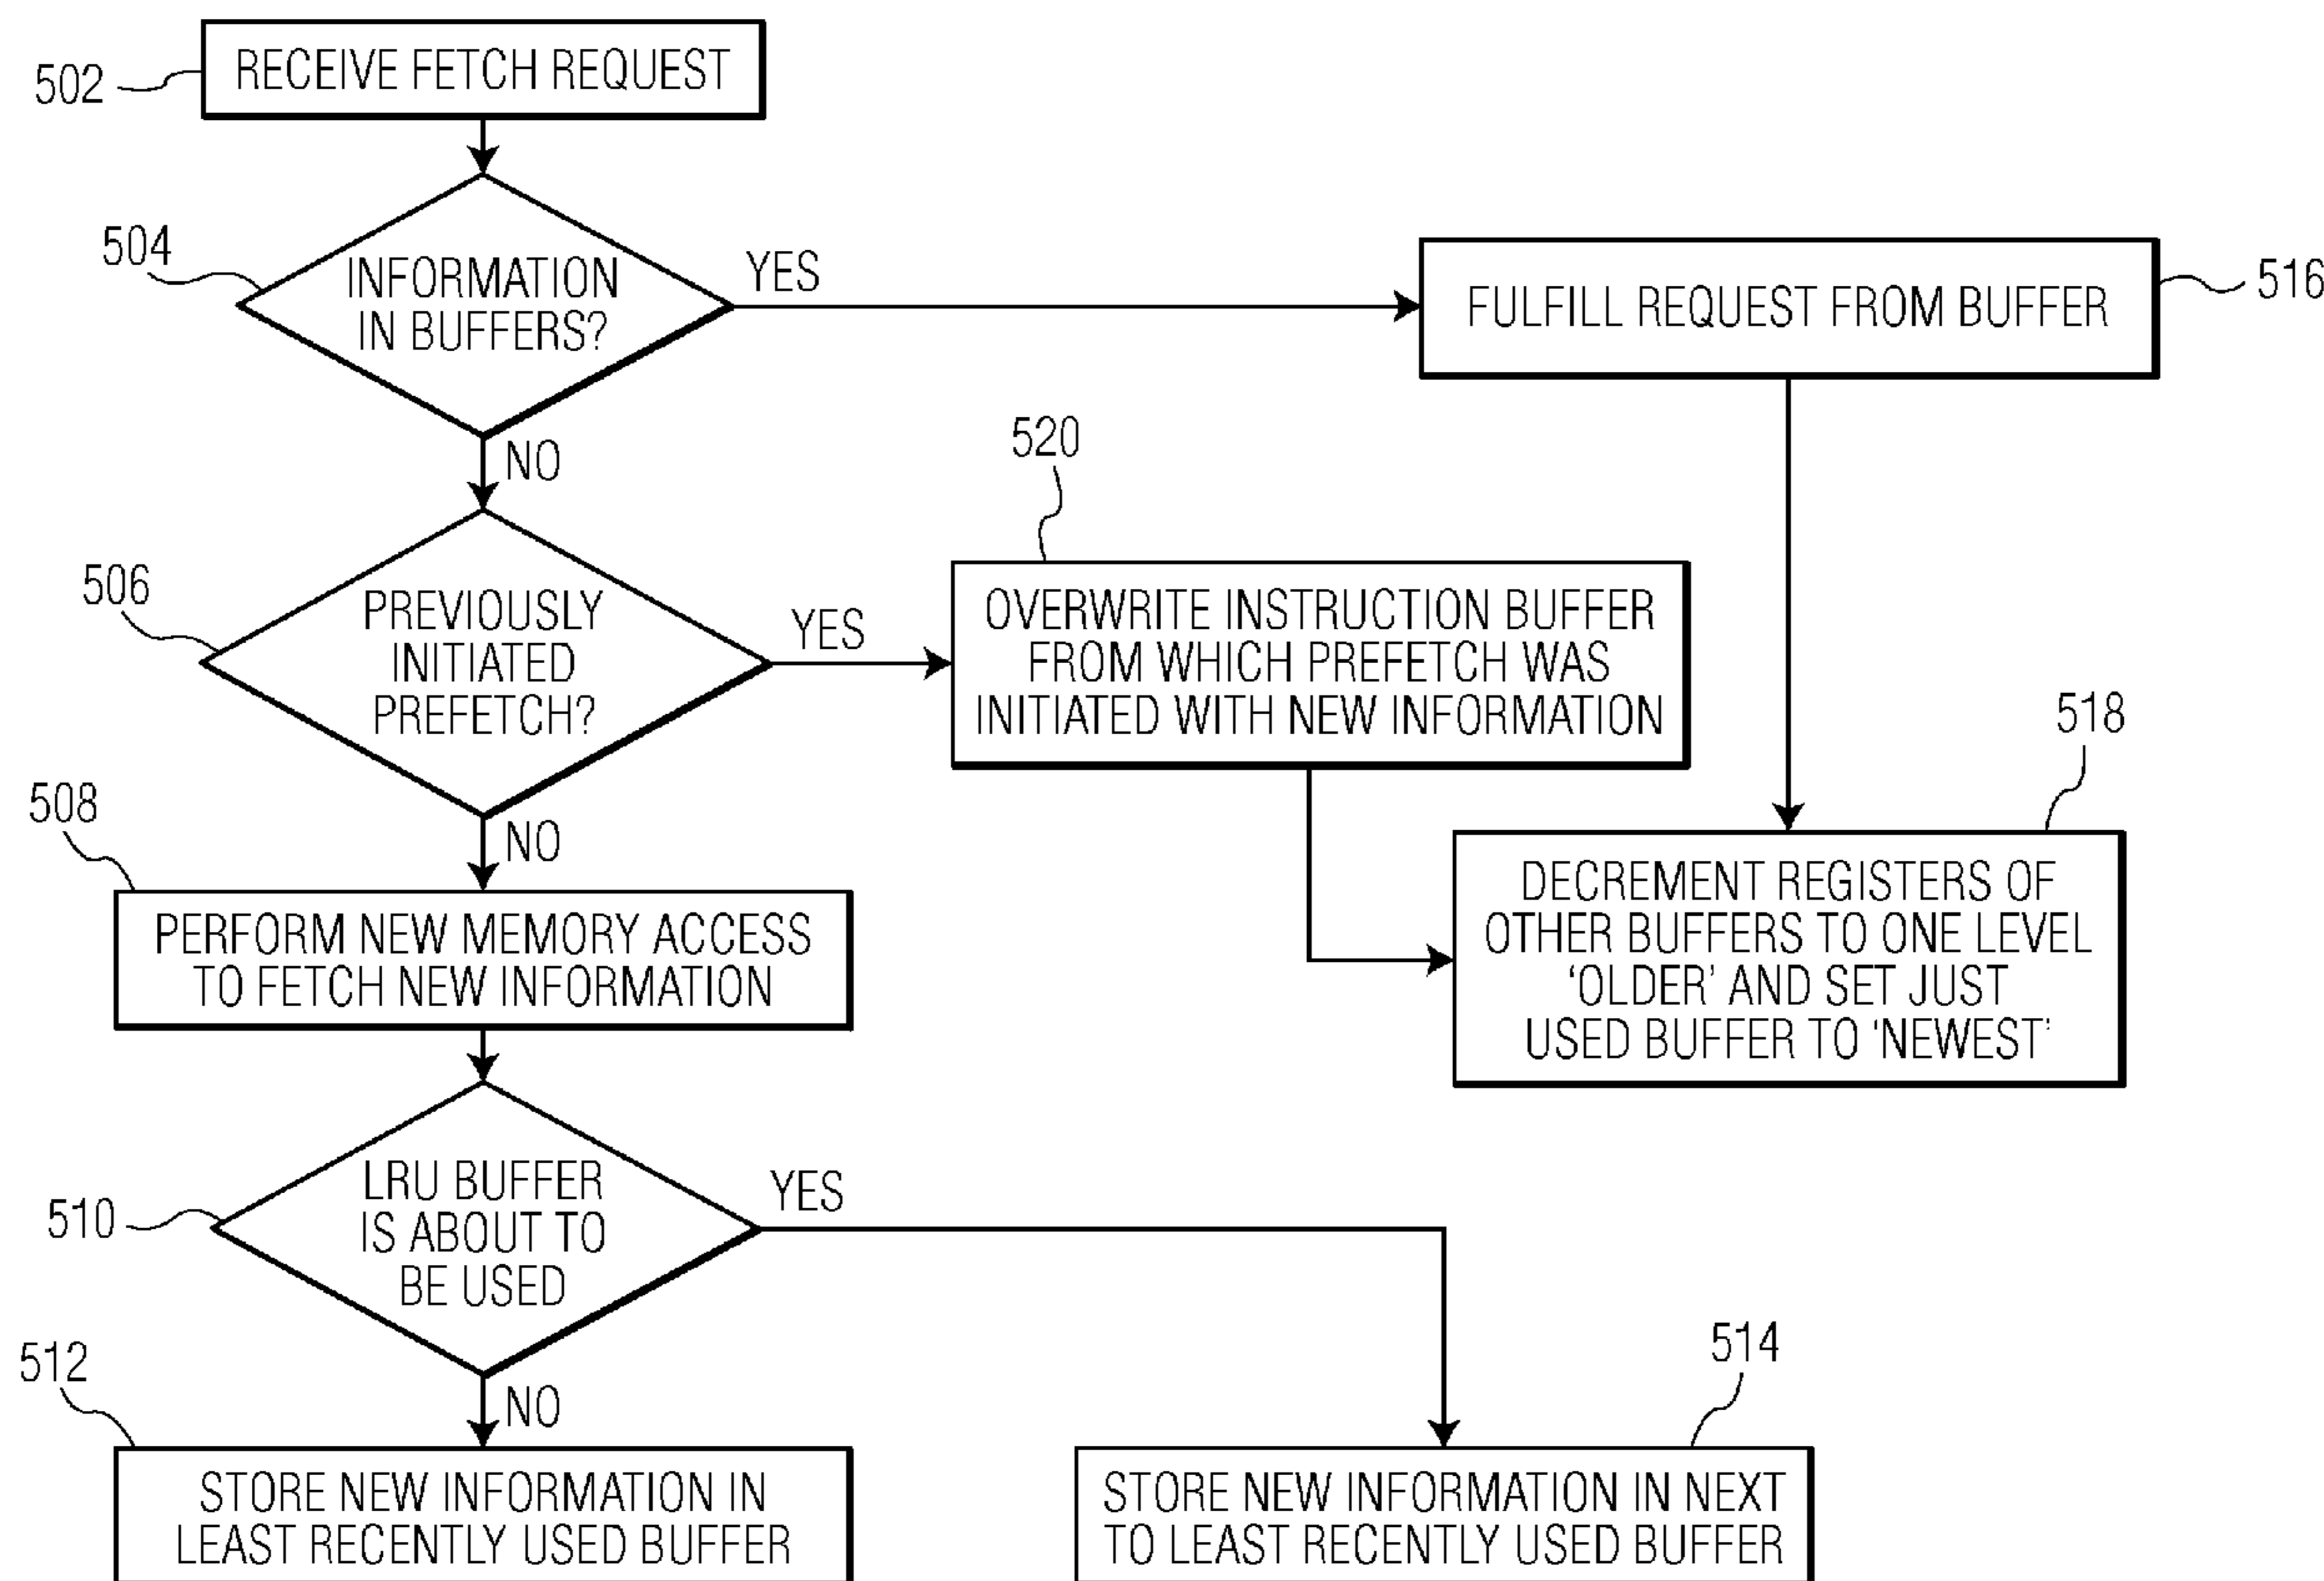 502
RECEIVE FETCH REQUEST
504
INFORMATION
IN BUFFERS?
YES
FULFILL REQUEST FROM BUFFER
516
NO
520
506
PREVIOUSLY
INITIATED
PREFETCH?
YES
OVERWRITE INSTRUCTION BUFFER
FROM WHICH PREFETCH WAS
INITIATED WITH NEW INFORMATION
518
NO
508
PERFORM NEW MEMORY ACCESS
TO FETCH NEW INFORMATION
DECREMENT REGISTERS OF
OTHER BUFFERS TO ONE LEVEL
‘OLDER’ AND SET JUST
USED BUFFER TO ‘NEWEST’
510
LRU BUFFER
IS ABOUT TO
BE USED
YES
NO
512
STORE NEW INFORMATION IN
LEAST RECENTLY USED BUFFER
514
STORE NEW INFORMATION IN NEXT
TO LEAST RECENTLY USED BUFFER